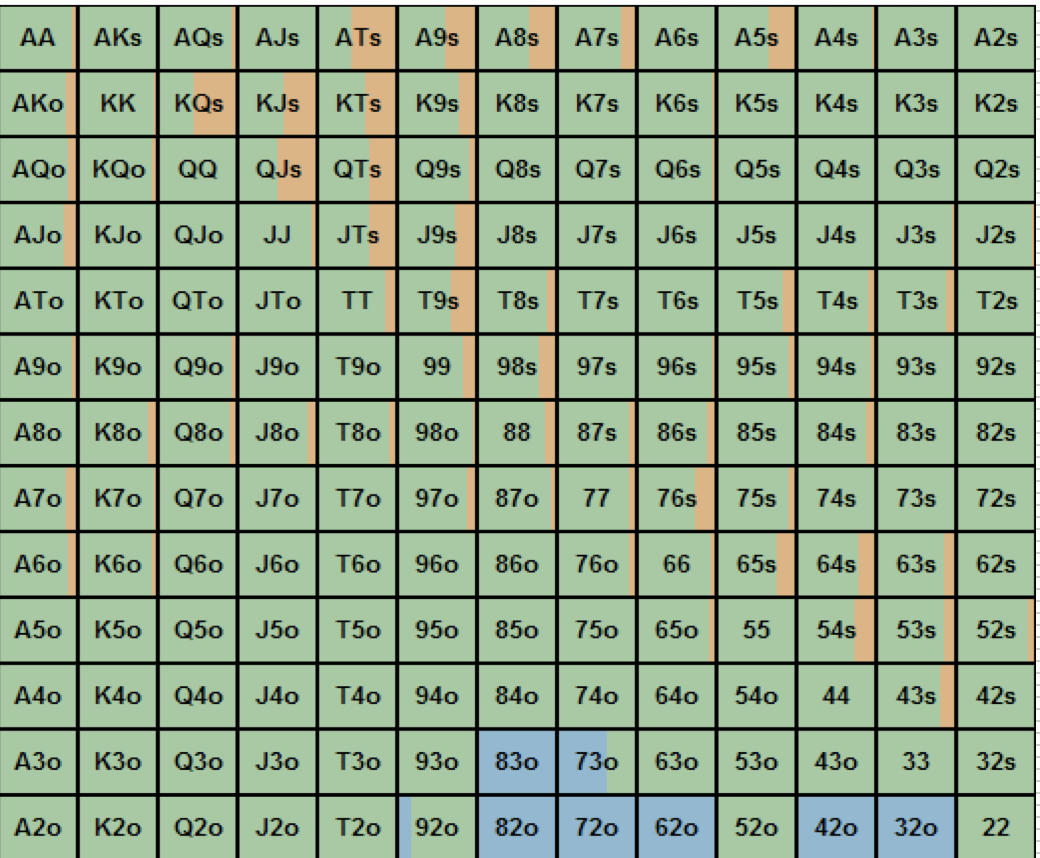 AA AKs AQs AJs ATs A9s A8s A7s A6s A5s A4s A3s A2s
AKo KK KQs KJs KTs K9s K8s K7s K6s K5s K4s K3s K2s
AQo KQo QQ QJs QTs Q9s Q8s Q7s Q6s Q5s Q4s Q3s Q2s
AJo KJo QJo JJ JTs J9s J8s J7s J6s J5s J4s J3s J2s
ATo KTo QTo JTo TT T9s T8s T7s T6s T5s T4s T3s T2s
A9o K9o Q9o J9o T9o 99 98s 97s 96s 95s 94s 93s 92s
A8o K8o Q8o J8o T8o 98o 88 87s 86s 85s 84s 83s 82s
A7o K7o Q7o J7o T7o 97o 87o 77 76s 75s 74s 73s 72s
A6o K6o Q6o J6o T6o 96o 86o 76o 66 65s 64s 63s 62s
A5o K5o Q5o J5o T5o 95o 85o 75o 65o 55 54s 53s 52s
A4o K4o Q4o J4o T4o 94o 84o 74o 64o 54o 44 43s 42s
A3o K3o Q3o J3o T3o 93o 83o 73o 63o 53o 43o 33 32s
A2o K2o Q2o J2o T2o 92o 82o 72o 62o 52o 42o 32o 22